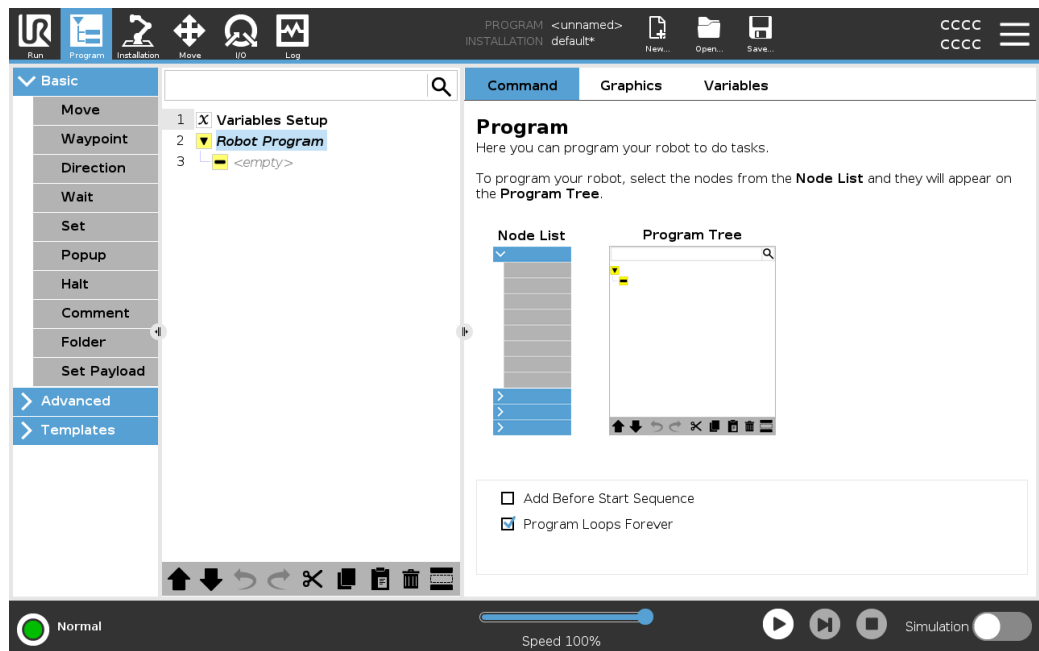 PROGRAM <unnamed>
INSTALLATION default*
CCCC
CCCC
Run
Program
Installation
Move
I/O
Log
New...
Open...
Save...
Basic
Move
Waypoint
Direction
Wait
Set
Popup
Halt
Comment
Folder
Set Payload
Advanced
Templates
1 X Variables Setup
2 Robot Program
3 <empty>
Command
Graphics
Variables
Program
Here you can program your robot to do tasks.
To program your robot, select the nodes from the Node List and they will appear on
the Program Tree.
Node List
Program Tree
Add Before Start Sequence
Program Loops Forever
Normal
Speed 100%
Simulation